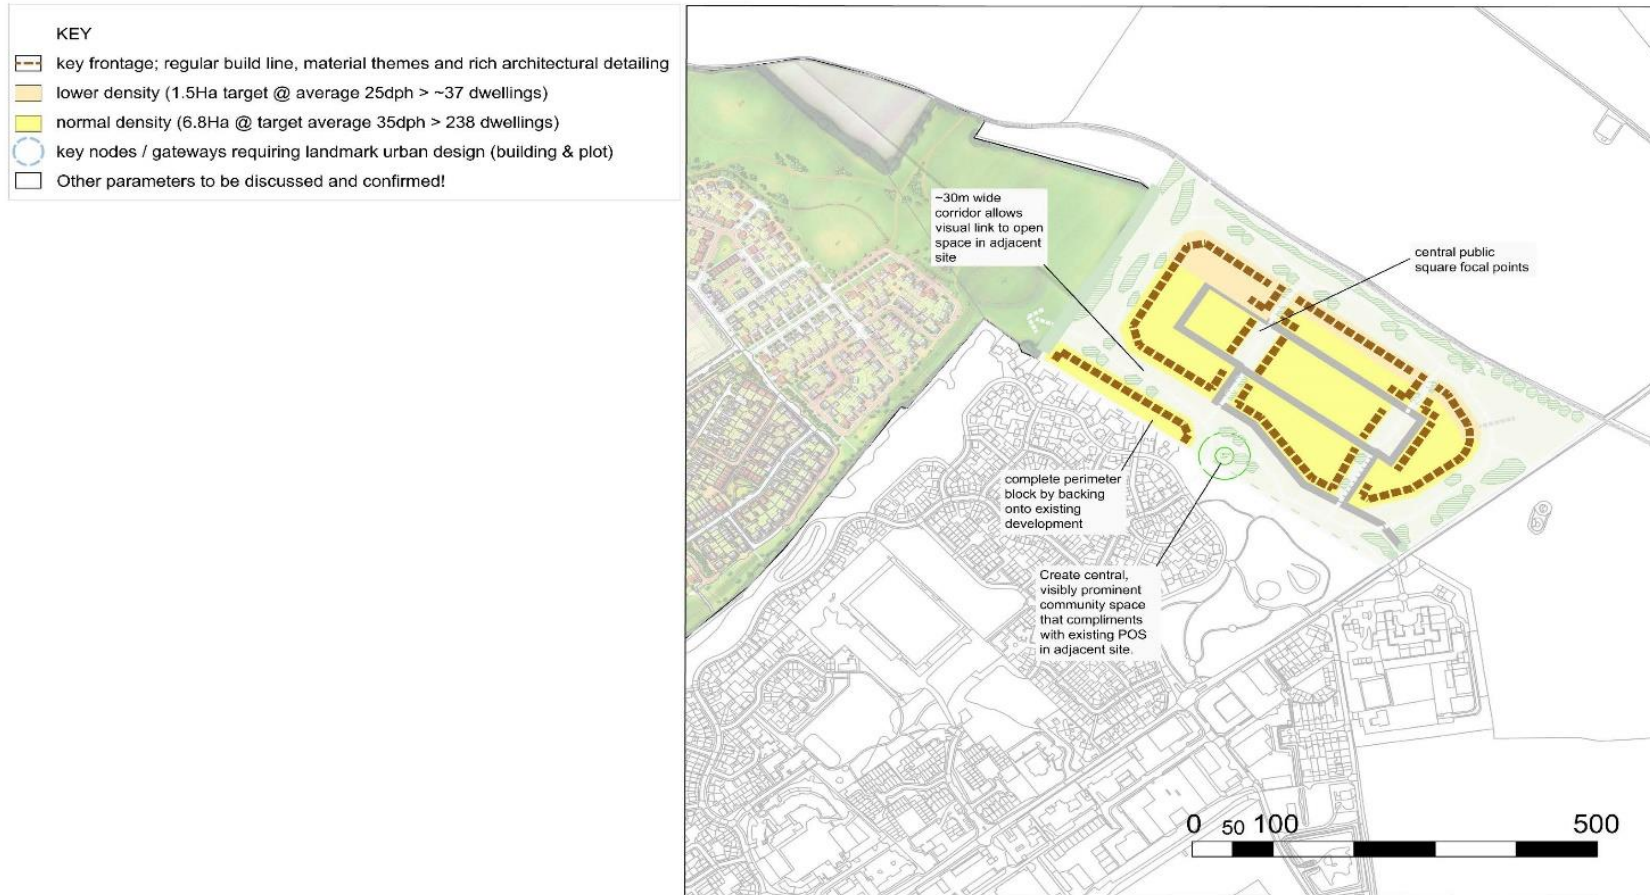 KEY
key frontage; regular build line, material themes and rich architectural detailing
lower density (1.5Ha target @ average 25dph > ~37 dwellings)
normal density (6.8Ha @ target average 35dph > 238 dwellings)
key nodes / gateways requiring landmark urban design (building & plot)
Other parameters to be discussed and confirmed!
~30m wide
corridor allows
visual link to open
space in adjacent
site
central public
square focal points
complete perimeter
block by backing
onto existing
development
Create central,
visibly prominent
community space
that compliments
with existing POS
in adjacent site.
0 50 100 500